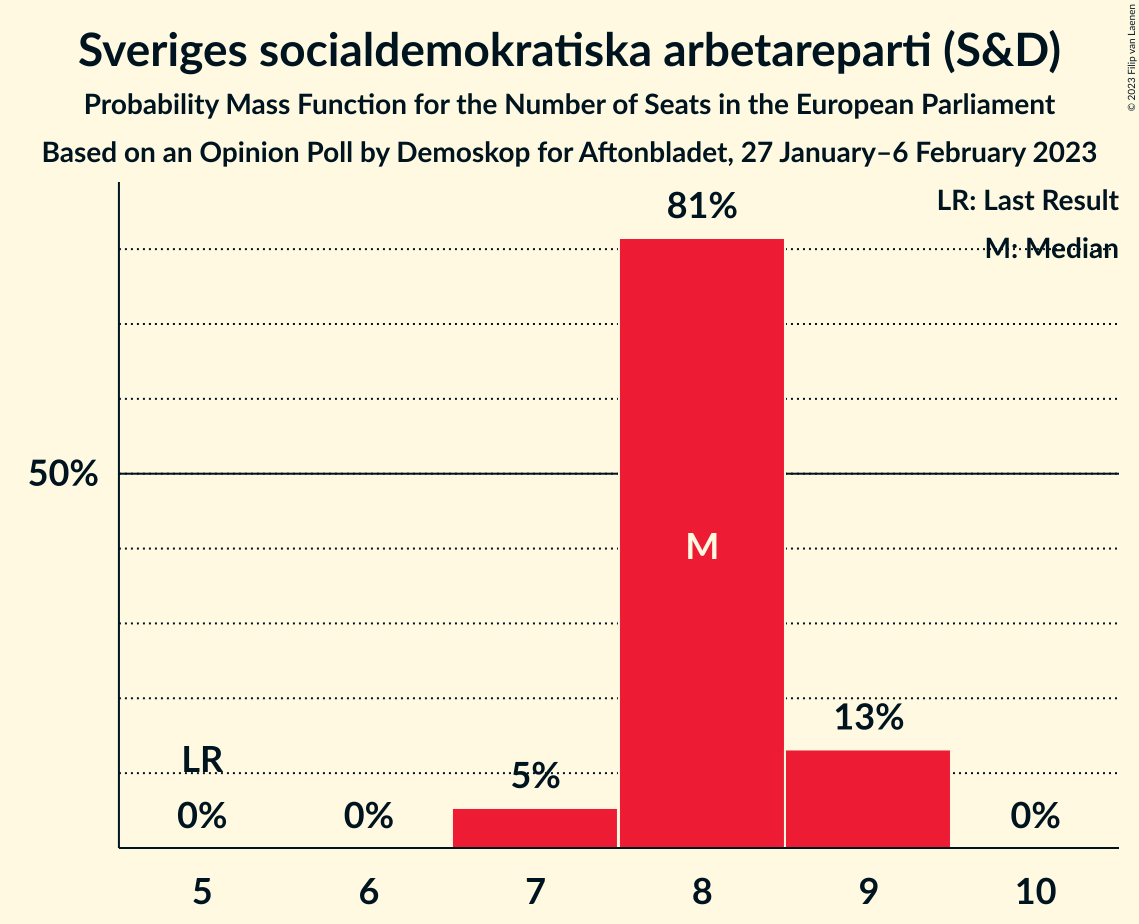 Sveriges socialdemokratiska arbetareparti (S&D)
Probability Mass Function for the Number of Seats in the European Parliament
Based on an Opinion Poll by Demoskop for Aftonbladet, 27 January–6 February 2023
© 2023 Filip van Laenen
LR: Last Result
M: Median
81%
50%
M
13%
LR
5%
0%
0%
0%
5
6
7
8
9
10